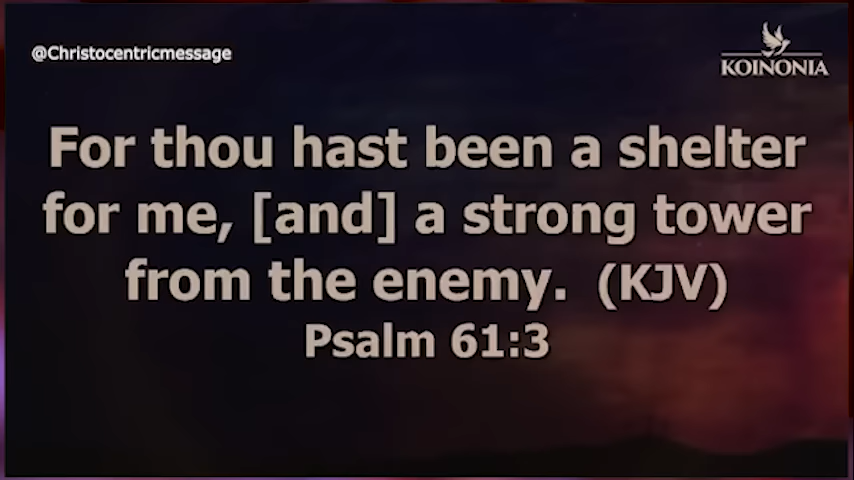 @Christocentricmessage
KOINONIA
For thou hast been a shelter
for me, [and] a strong tower
from the enemy. (KJV)
Psalm 61:3